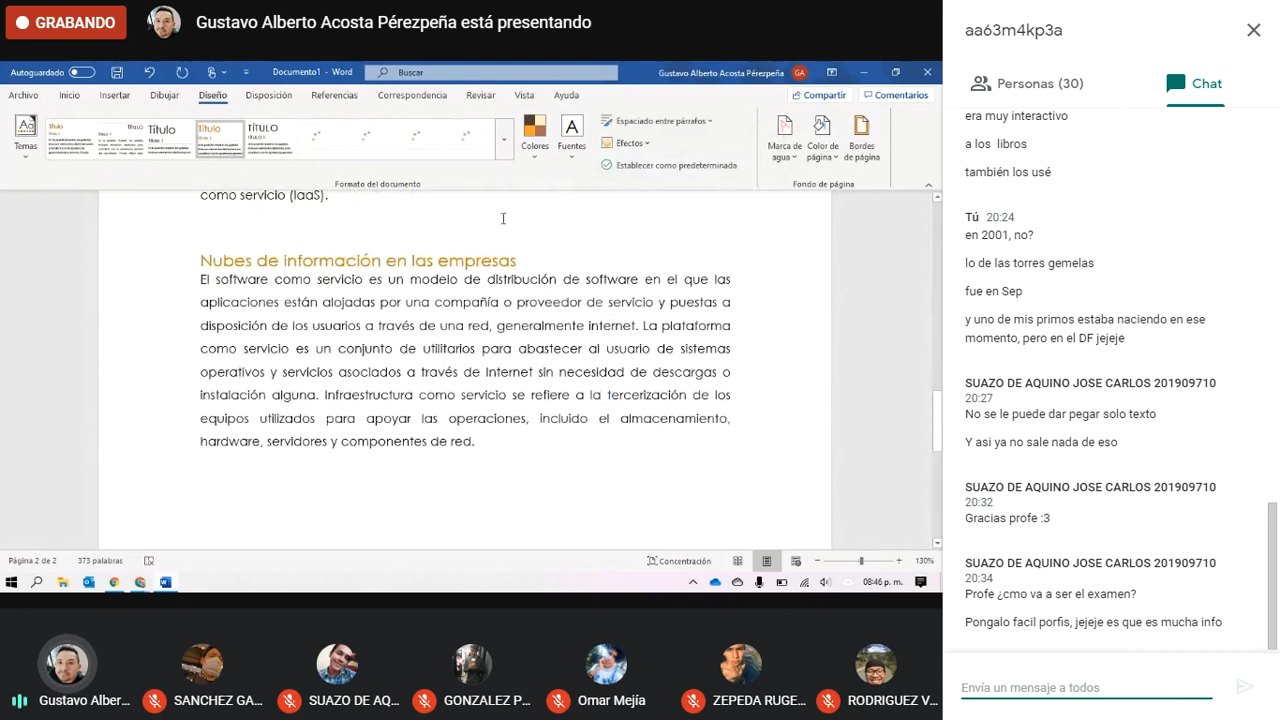 GRABANDO
Gustavo Alberto Acosta Pérezpeña está presentando
Autoguardado
Documento1 - Word
Buscar
Gustavo Alberto Acosta Pérezpeña
GA
Archivo
Inicio
Insertar
Dibujar
Diseño
Disposición
Referencias
Correspondencia
Revisar
Vista
Ayuda
Compartir
Comentarios
Temas
Título
Título
Título
Título
TÍTULO
Colores
Fuentes
Espaciado entre párrafos
Efectos
Establecer como predeterminada
Marca de agua
Color de página
Bordes de página
Formato del documento
Fondo de página
como servicio (IaaS).
Nubes de información en las empresas
El software como servicio es un modelo de distribución de software en el que las
aplicaciones están alojadas por una compañía o proveedor de servicio y puestas a
disposición de los usuarios a través de una red, generalmente internet. La plataforma
como servicio es un conjunto de utilitarios para abastecer al usuario de sistemas
operativos y servicios asociados a través de Internet sin necesidad de descargas o
instalación alguna. Infraestructura como servicio se refiere a la tercerización de los
equipos utilizados para apoyar las operaciones, incluido el almacenamiento,
hardware, servidores y componentes de red.
Página 2 de 2
373 palabras
Concentración
130%
08:46 p. m.
Gustavo Alber...
SANCHEZ GA...
SUAZO DE AQ...
GONZALEZ P...
Omar Mejía
ZEPEDA RUGE...
RODRIGUEZ V...
aa63m4kp3a
Personas (30)
Chat
era muy interactivo
a los libros
también los usé
Tú 20:24
en 2001, no?
lo de las torres gemelas
fue en Sep
y uno de mis primos estaba naciendo en ese
momento, pero en el DF jejeje
SUAZO DE AQUINO JOSE CARLOS 201909710
20:27
No se le puede dar pegar solo texto
Y asi ya no sale nada de eso
SUAZO DE AQUINO JOSE CARLOS 201909710
20:32
Gracias profe :3
SUAZO DE AQUINO JOSE CARLOS 201909710
20:34
Profe ¿cmo va a ser el examen?
Pongalo facil porfis, jejeje es que es mucha info
Envía un mensaje a todos